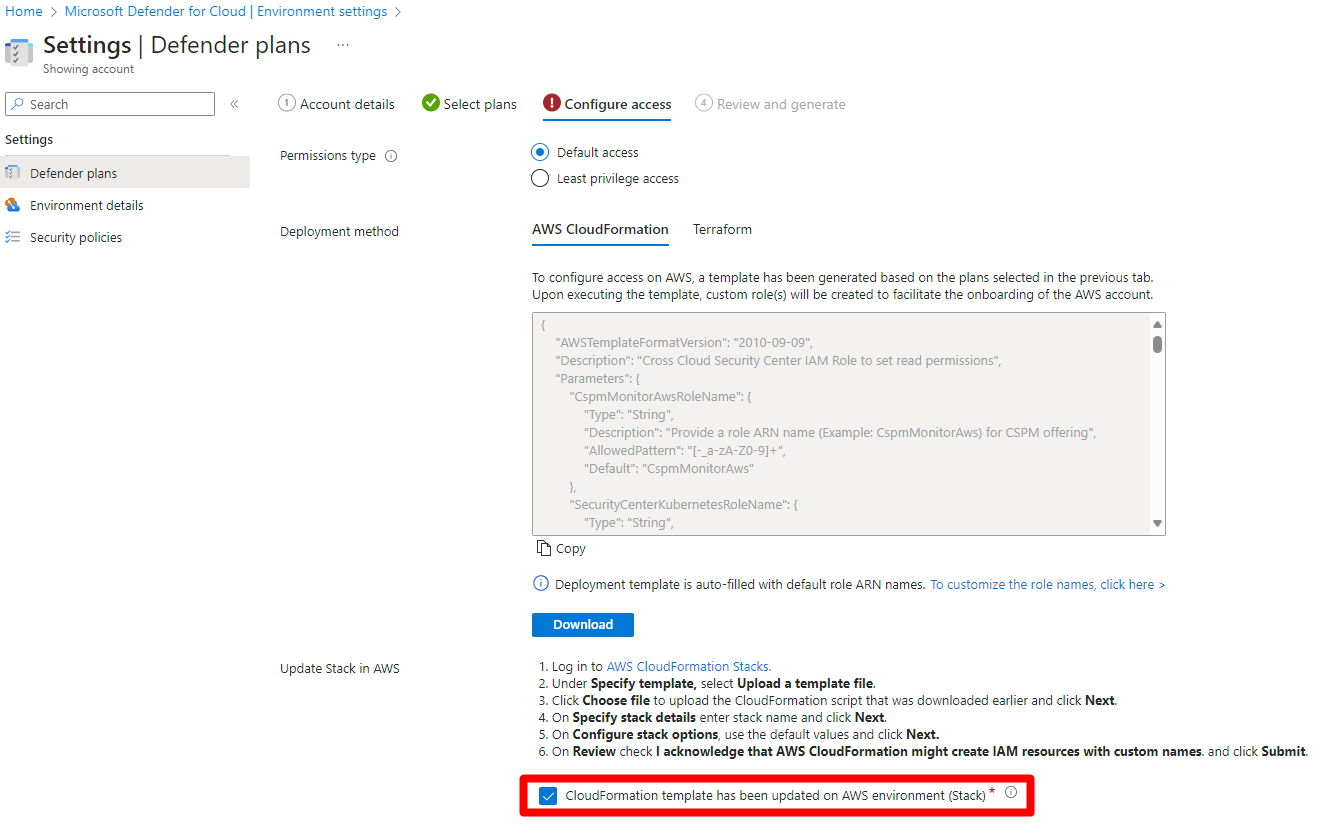 Home > Microsoft Defender for Cloud | Environment settings >
Settings | Defender plans ...
Showing account
Search «
1 Account details Select plans ! Configure access 4 Review and generate
Settings
Defender plans
Environment details
Security policies
Permissions type
Default access
Least privilege access
Deployment method
AWS CloudFormation Terraform
To configure access on AWS, a template has been generated based on the plans selected in the previous tab.
Upon executing the template, custom role(s) will be created to facilitate the onboarding of the AWS account.
{
"AWSTemplateFormatVersion": "2010-09-09",
"Description": "Cross Cloud Security Center IAM Role to set read permissions",
"Parameters": {
"CspmMonitorAwsRoleName": {
"Type": "String",
"Description": "Provide a role ARN name (Example: CspmMonitorAws) for CSPM offering",
"AllowedPattern": "[-_a-zA-Z0-9]+",
"Default": "CspmMonitorAws"
},
"SecurityCenterKubernetesRoleName": {
"Type": "String",
Copy
Deployment template is auto-filled with default role ARN names. To customize the role names, click here >
Download
Update Stack in AWS
1. Log in to AWS CloudFormation Stacks.
2. Under Specify template, select Upload a template file.
3. Click Choose file to upload the CloudFormation script that was downloaded earlier and click Next.
4. On Specify stack details enter stack name and click Next.
5. On Configure stack options, use the default values and click Next.
6. On Review check I acknowledge that AWS CloudFormation might create IAM resources with custom names. and click Submit.
CloudFormation template has been updated on AWS environment (Stack) *